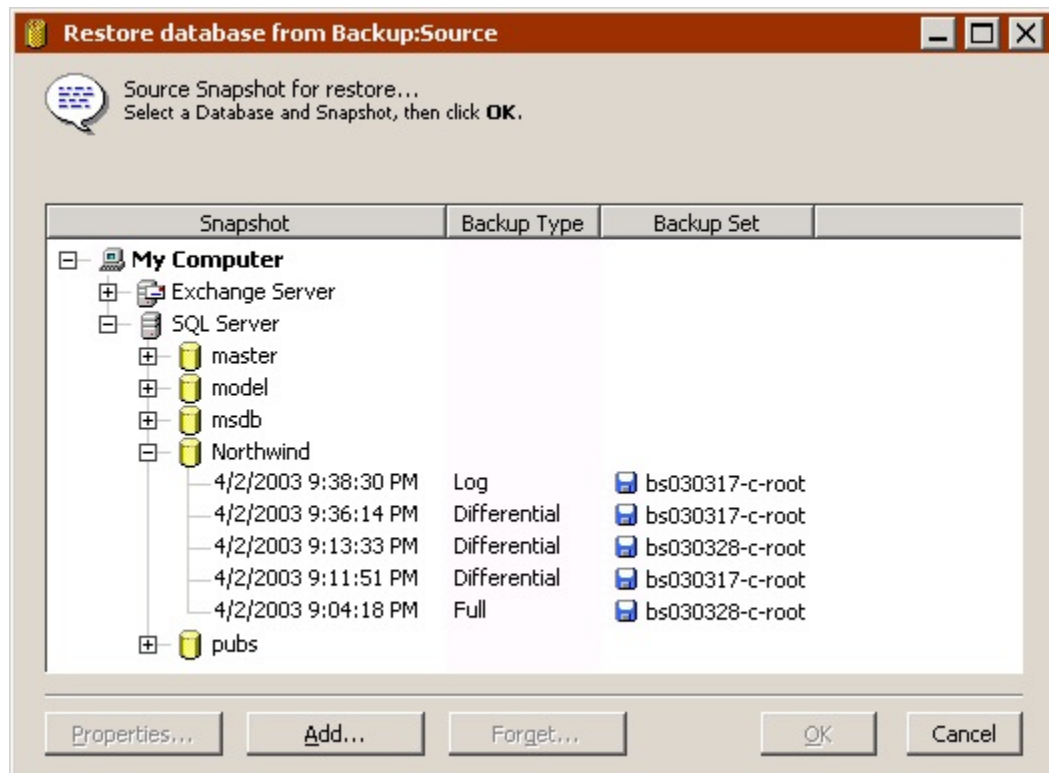 Restore database from Backup:Source
Source Snapshot for restore...
Select a Database and Snapshot, then click OK.
Snapshot Backup Type Backup Set
My Computer
Exchange Server
SQL Server
master
model
msdb
Northwind
4/2/2003 9:38:30 PM Log bs030317-c-root
4/2/2003 9:36:14 PM Differential bs030317-c-root
4/2/2003 9:13:33 PM Differential bs030328-c-root
4/2/2003 9:11:51 PM Differential bs030317-c-root
4/2/2003 9:04:18 PM Full bs030328-c-root
pubs
Properties... Add... Forget... OK Cancel